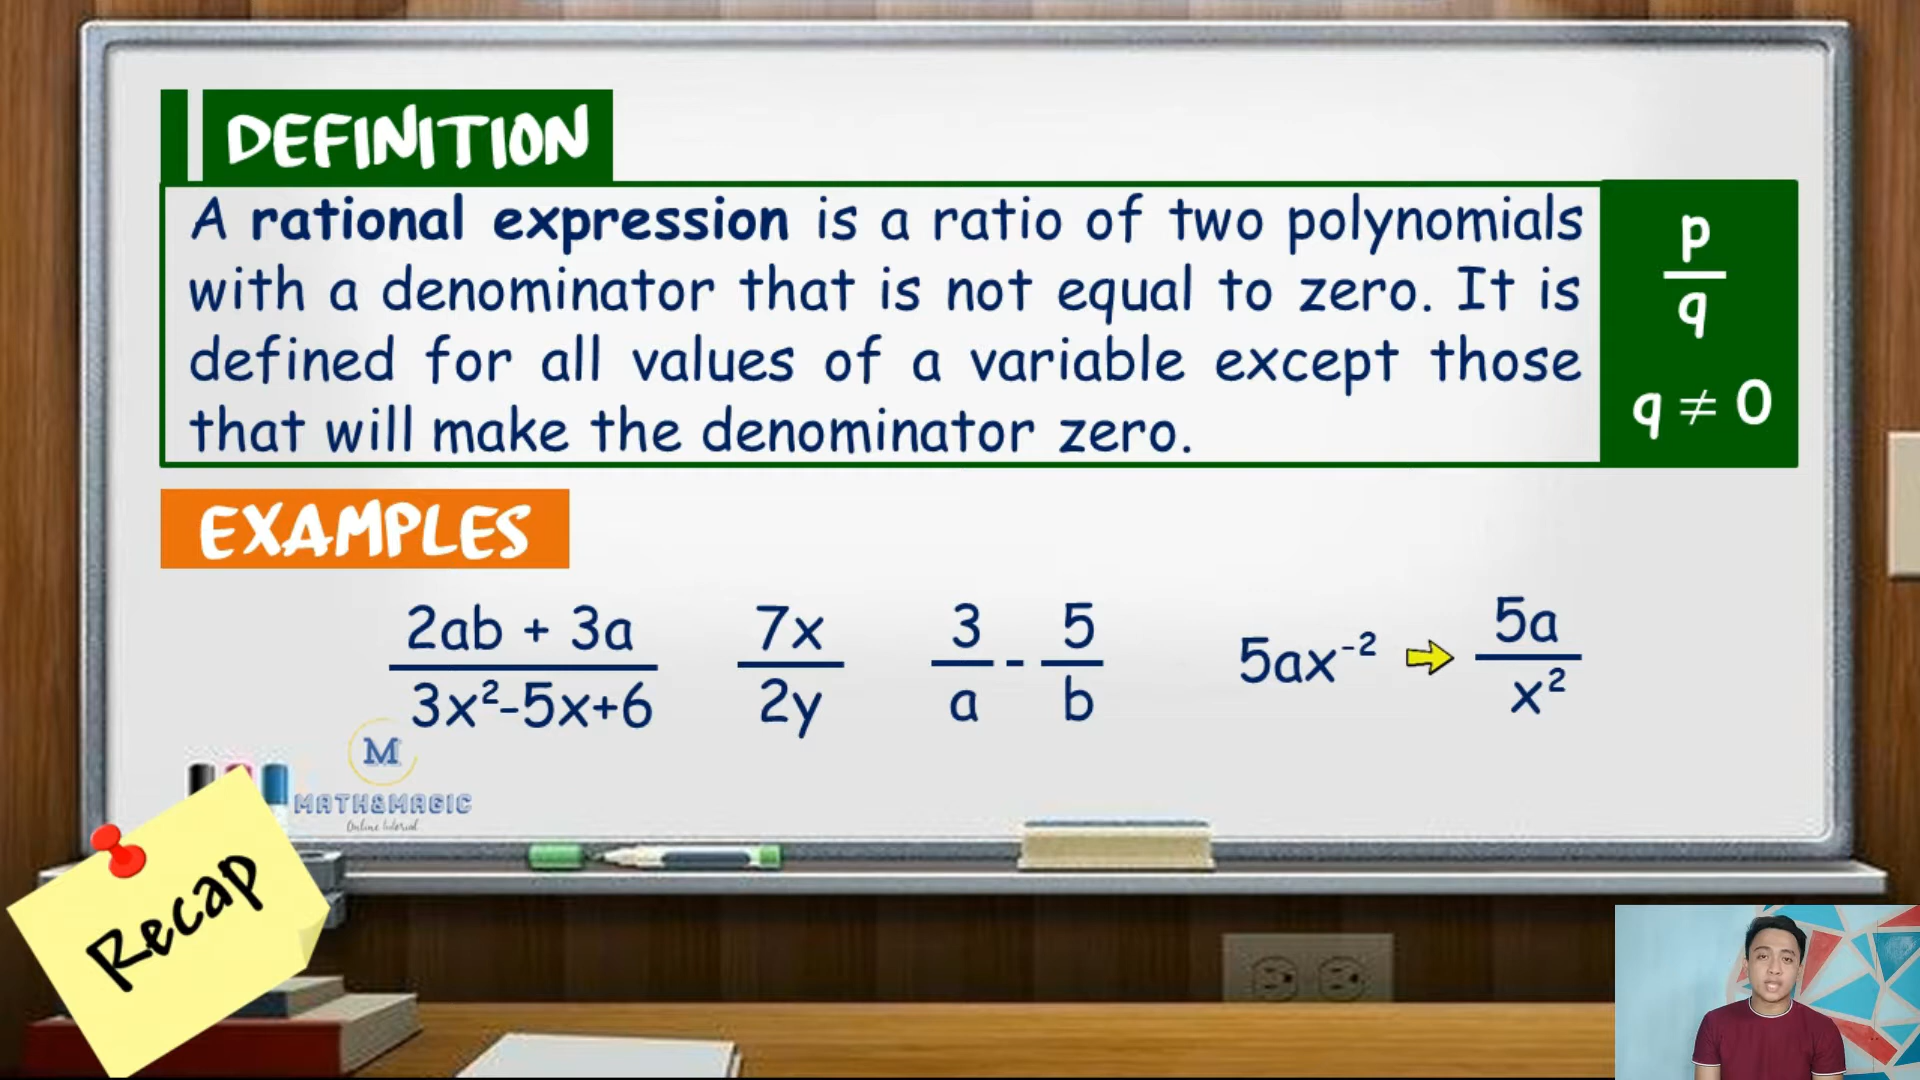 DEFINITION
A rational expression is a ratio of two polynomials
with a denominator that is not equal to zero. It is
defined for all values of a variable except those
that will make the denominator zero.
p
q
q ≠ 0
EXAMPLES
2ab + 3a
3x²-5x+6
7x
2y
3
a
-
5
b
5ax⁻²
5a
x²
M
MATH&MAGIC
Online Tutorial
Recap